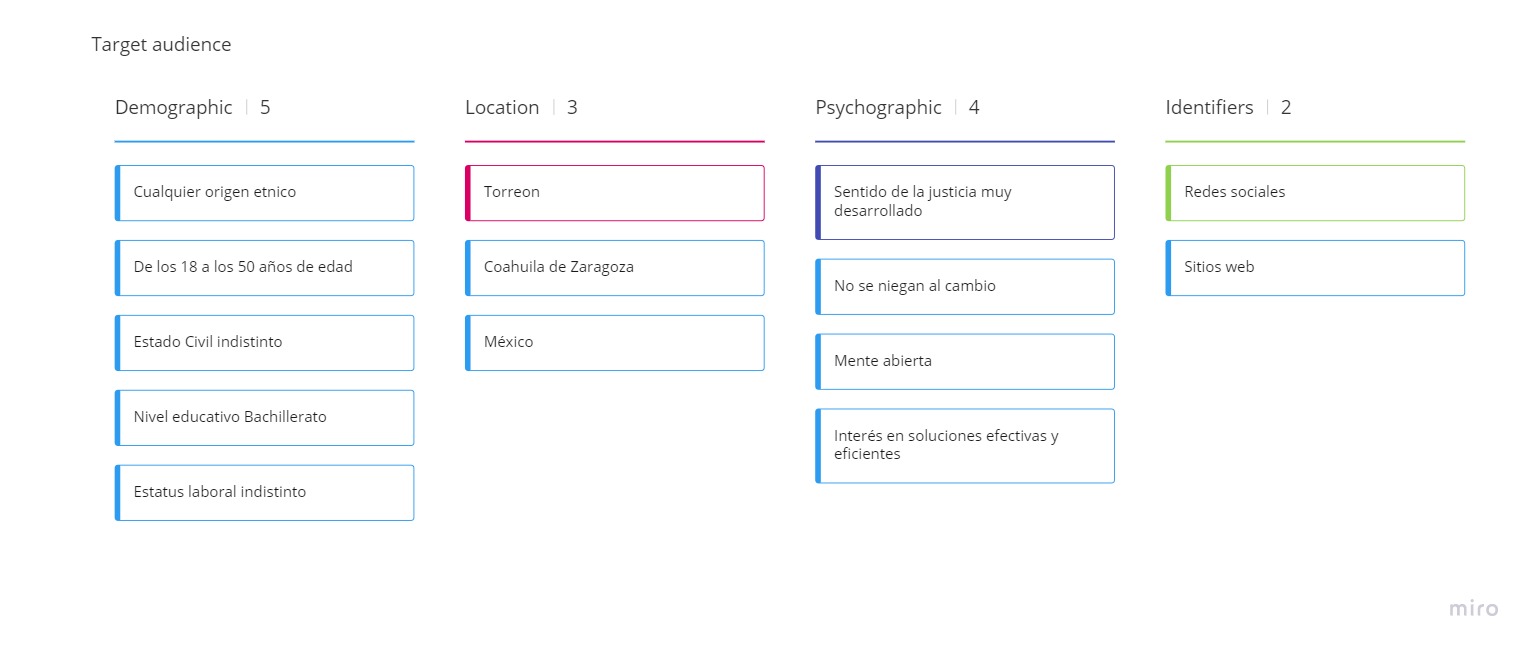 Target audience
Demographic | 5
Cualquier origen etnico
De los 18 a los 50 años de edad
Estado Civil indistinto
Nivel educativo Bachillerato
Estatus laboral indistinto
Location | 3
Torreon
Coahuila de Zaragoza
México
Psychographic | 4
Sentido de la justicia muy
desarrollado
No se niegan al cambio
Mente abierta
Interés en soluciones efectivas y
eficientes
Identifiers | 2
Redes sociales
Sitios web
miro